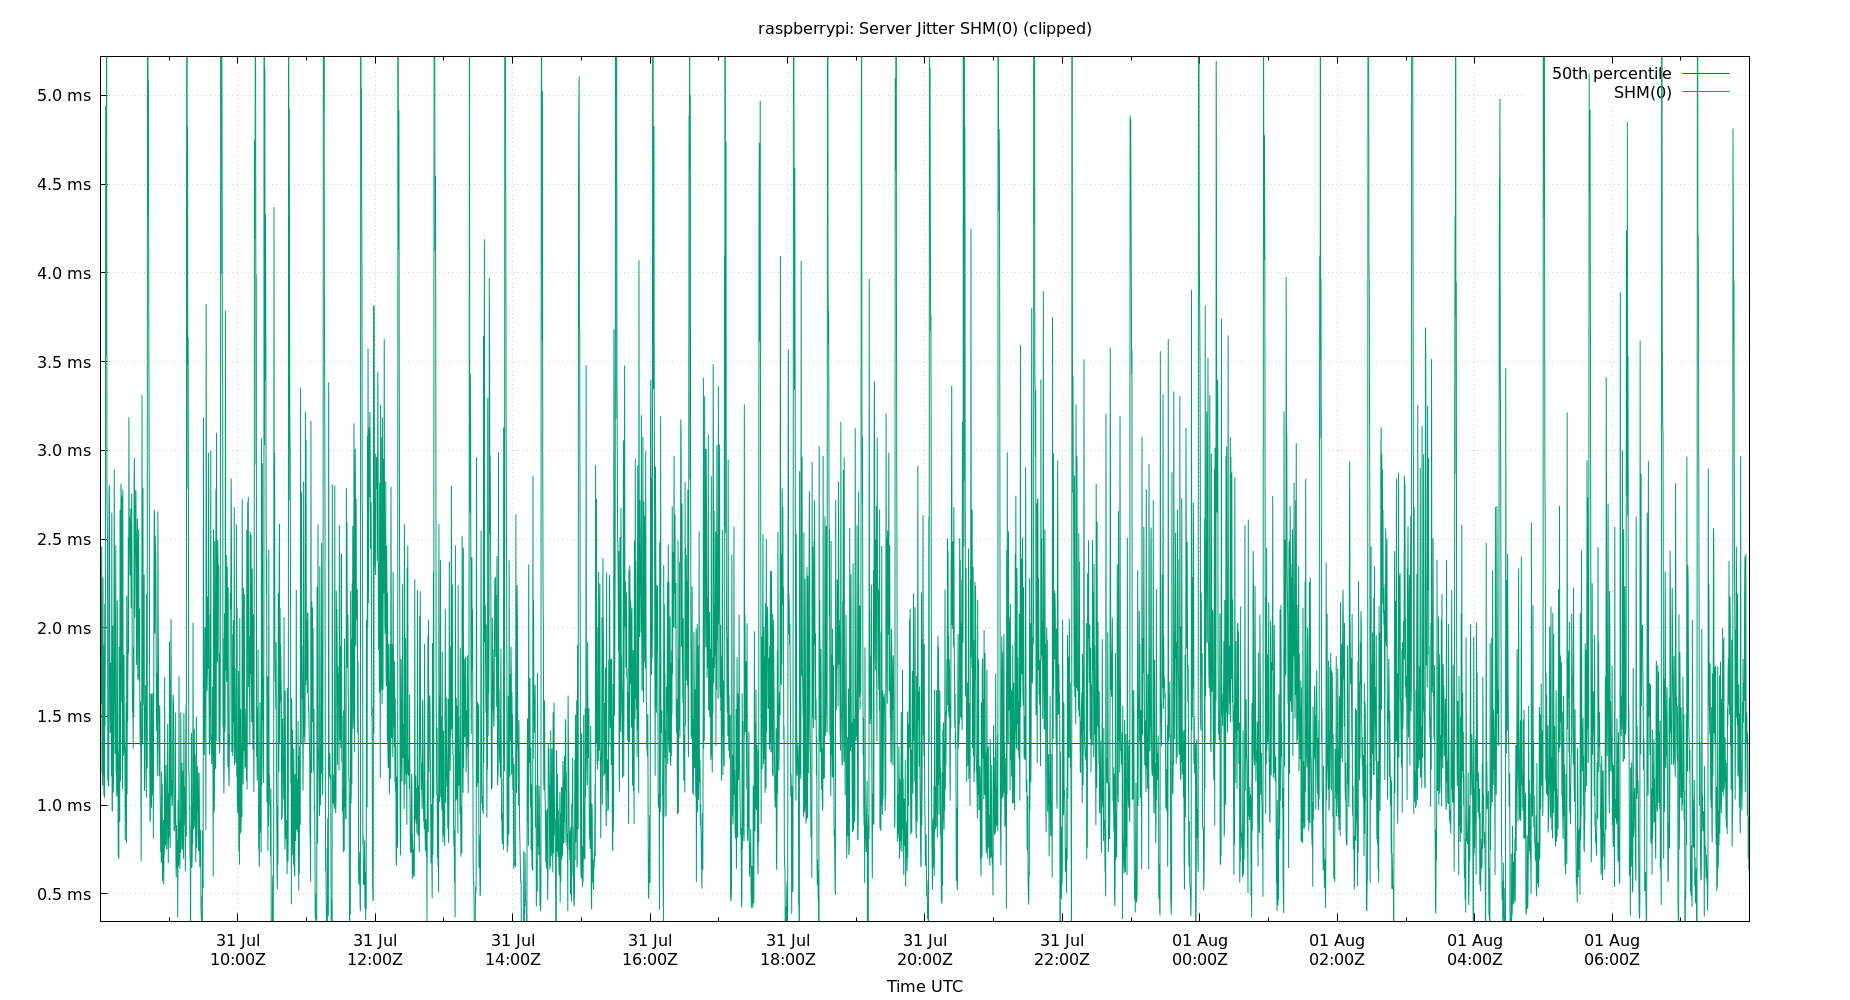 raspberrypi: Server Jitter SHM(0) (clipped)
50th percentile
SHM(0)
5.0 ms
4.5 ms
4.0 ms
3.5 ms
3.0 ms
2.5 ms
2.0 ms
1.5 ms
1.0 ms
0.5 ms
31 Jul 31 Jul 31 Jul 31 Jul 31 Jul 31 Jul 31 Jul 01 Aug 01 Aug 01 Aug 01 Aug
10:00Z 12:00Z 14:00Z 16:00Z 18:00Z 20:00Z 22:00Z 00:00Z 02:00Z 04:00Z 06:00Z
Time UTC